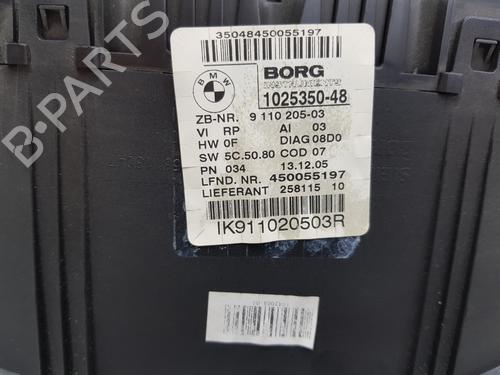 35048450055197
BMW
BORG
INSTRUMENTS
1025350-48
ZB-NR. 9 110 205-03
VI RP AI 03
HW 0F DIAG 08D0
SW 5C.50.80 COD 07
PN 034 13.12.05
LFND. NR. 450055197
LIEFERANT 258115 10
IK911020503R
B-PARTS
B-PARTS